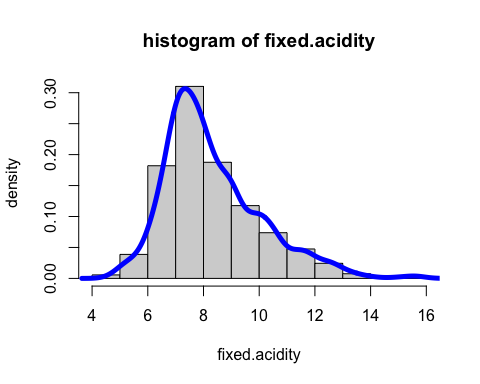 histogram of fixed.acidity
density
0.30
0.20
0.10
0.00
4 6 8 10 12 14 16
fixed.acidity